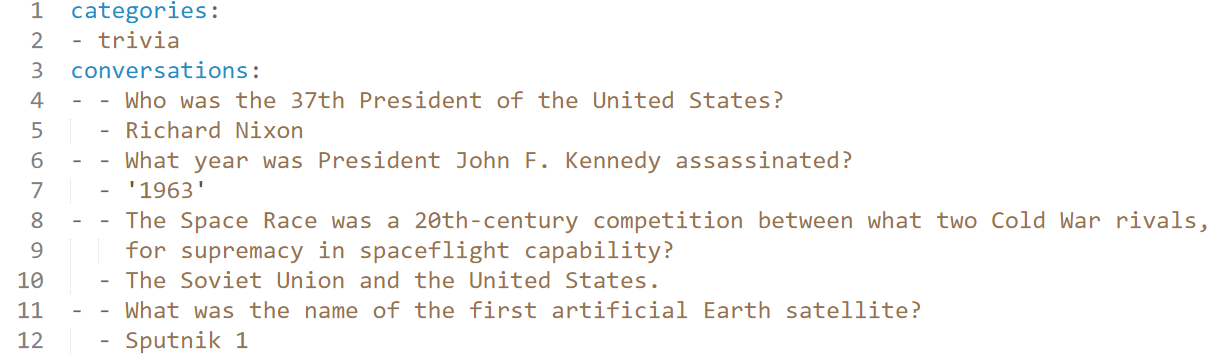 1 categories:
2 - trivia
3 conversations:
4 - - Who was the 37th President of the United States?
5   - Richard Nixon
6 - - What year was President John F. Kennedy assassinated?
7   - '1963'
8 - - The Space Race was a 20th-century competition between what two Cold War rivals,
9     for supremacy in spaceflight capability?
10   - The Soviet Union and the United States.
11 - - What was the name of the first artificial Earth satellite?
12   - Sputnik 1